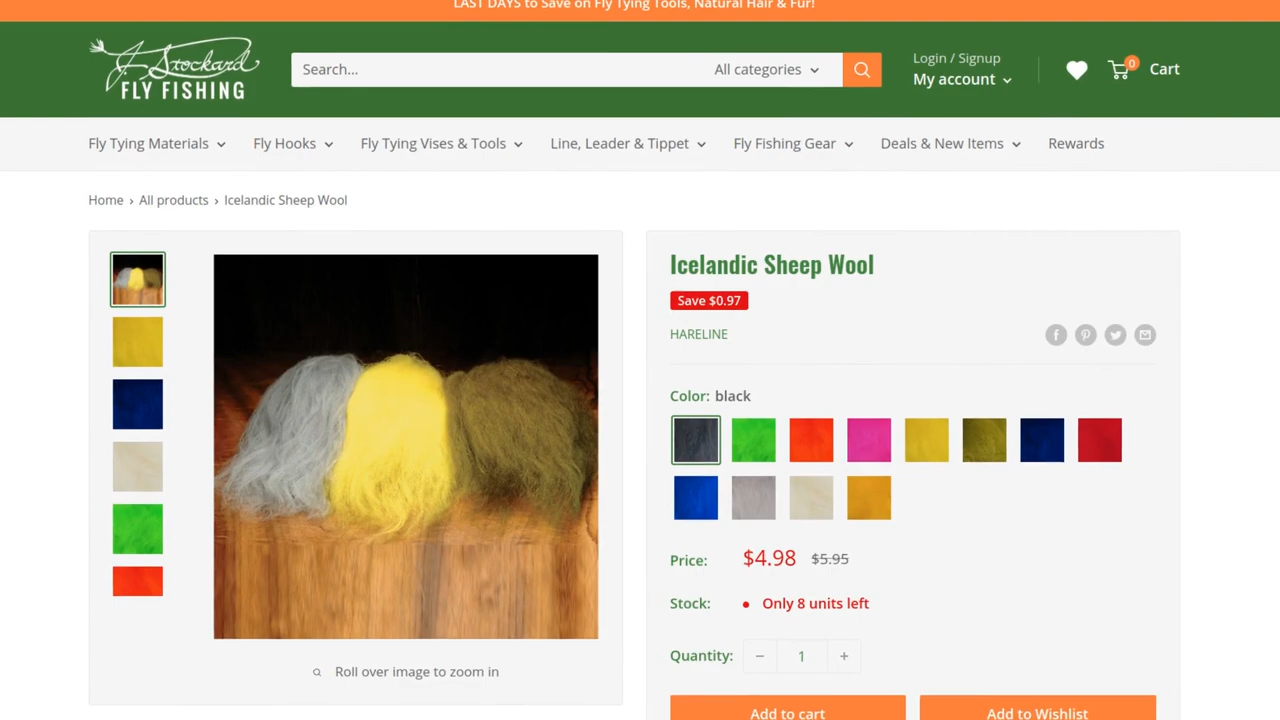 LAST DAYS to Save on Fly Tying Tools, Natural Hair & Fur!
J. Stockard
FLY FISHING
Search...
All categories
Login / Signup
My account
0
Cart
Fly Tying Materials
Fly Hooks
Fly Tying Vises & Tools
Line, Leader & Tippet
Fly Fishing Gear
Deals & New Items
Rewards
Home › All products › Icelandic Sheep Wool
Icelandic Sheep Wool
Save $0.97
HARELINE
Color: black
Price: $4.98 $5.95
Stock: Only 8 units left
Quantity: − 1 +
Roll over image to zoom in
Add to cart
Add to Wishlist